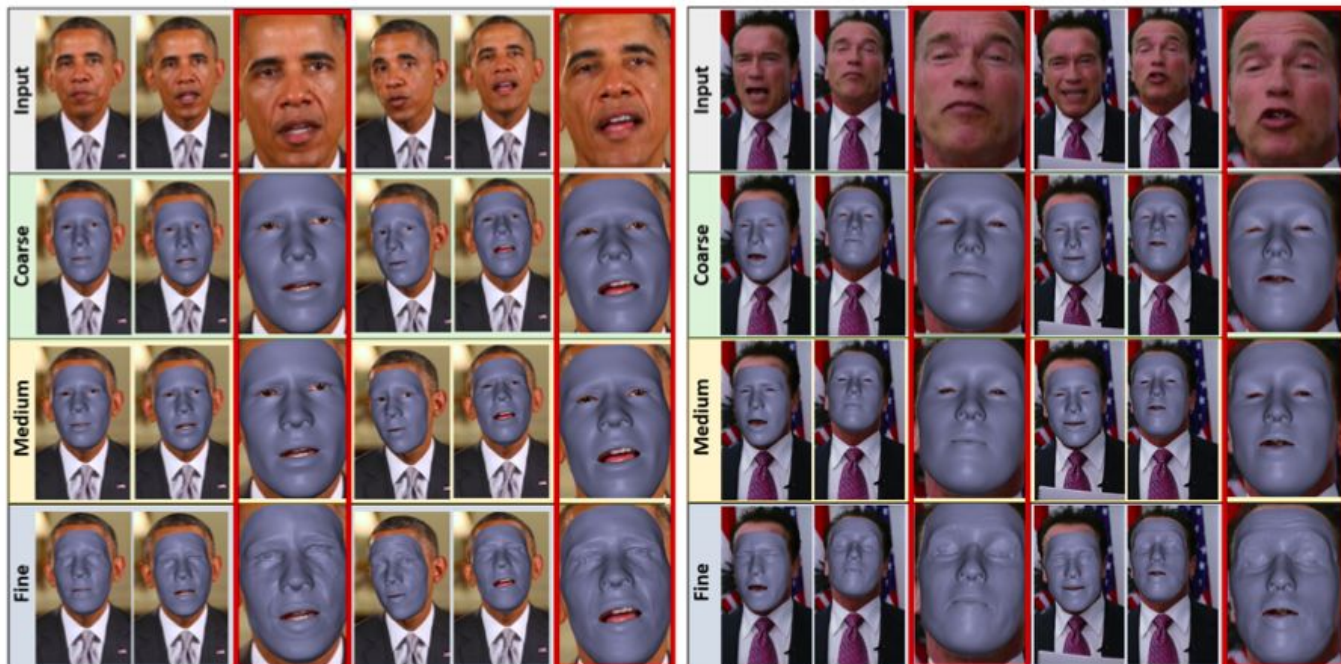 Input
Coarse
Medium
Fine
Input
Coarse
Medium
Fine